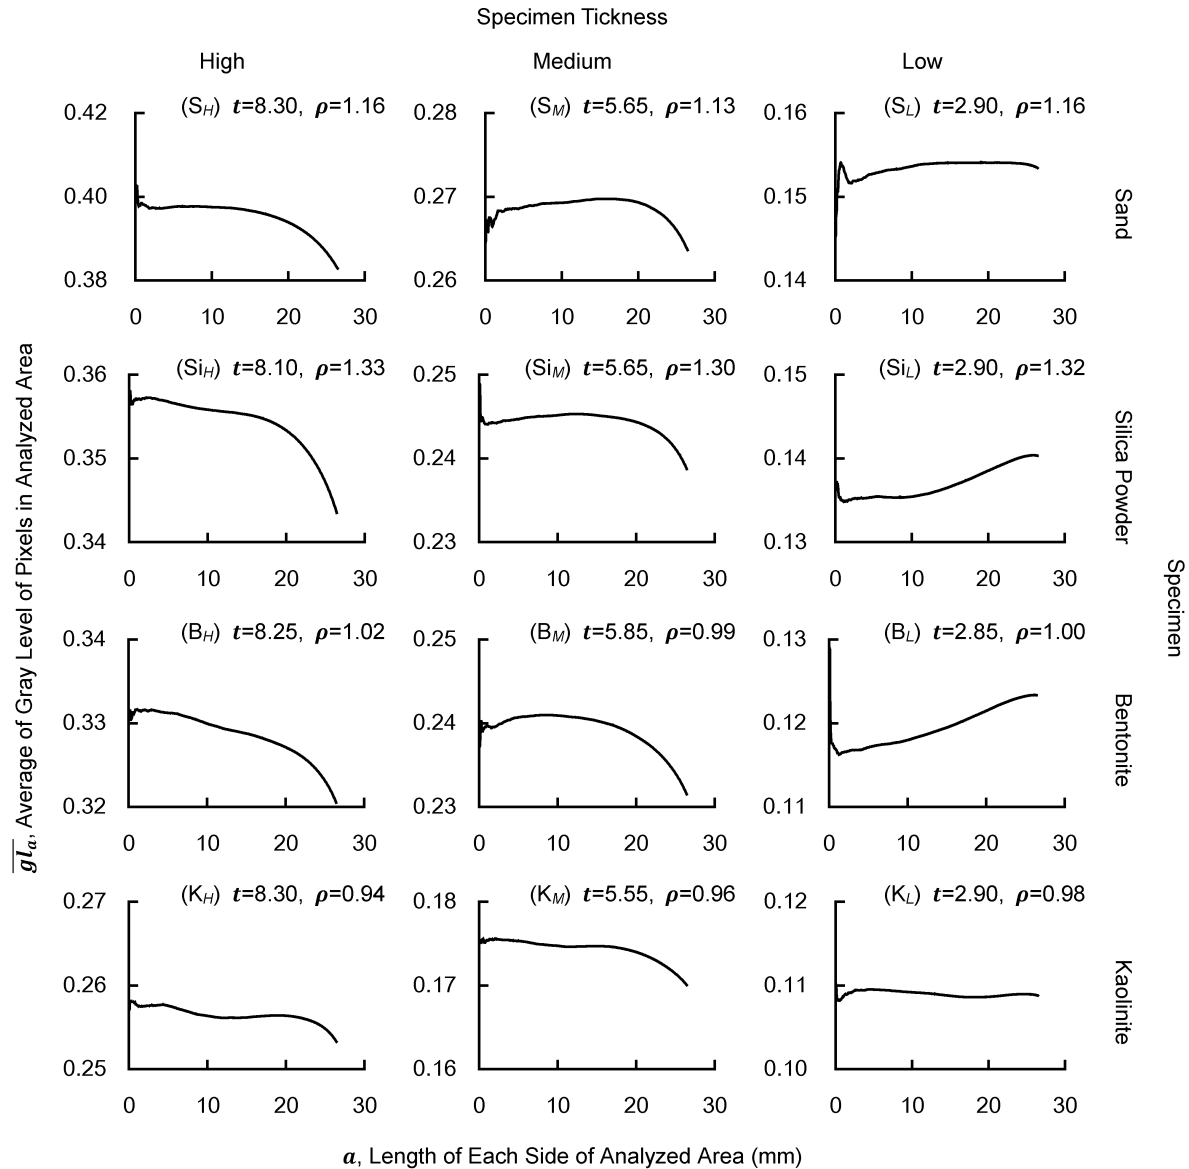 Specimen Tickness
High Medium Low
(S_H) t=8.30, ρ=1.16
0.42
0.40
0.38
0 10 20 30
(S_M) t=5.65, ρ=1.13
0.28
0.27
0.26
0 10 20 30
(S_L) t=2.90, ρ=1.16
0.16
0.15
0.14
0 10 20 30
Sand
(Si_H) t=8.10, ρ=1.33
0.36
0.35
0.34
0 10 20 30
(Si_M) t=5.65, ρ=1.30
0.25
0.24
0.23
0 10 20 30
(Si_L) t=2.90, ρ=1.32
0.15
0.14
0.13
0 10 20 30
Silica Powder
(B_H) t=8.25, ρ=1.02
0.34
0.33
0.32
0 10 20 30
(B_M) t=5.85, ρ=0.99
0.25
0.24
0.23
0 10 20 30
(B_L) t=2.85, ρ=1.00
0.13
0.12
0.11
0 10 20 30
Bentonite
(K_H) t=8.30, ρ=0.94
0.27
0.26
0.25
0 10 20 30
(K_M) t=5.55, ρ=0.96
0.18
0.17
0.16
0 10 20 30
(K_L) t=2.90, ρ=0.98
0.12
0.11
0.10
0 10 20 30
Kaolinite
Specimen
g̅l̅ₐ, Average of Gray Level of Pixels in Analyzed Area
a, Length of Each Side of Analyzed Area (mm)